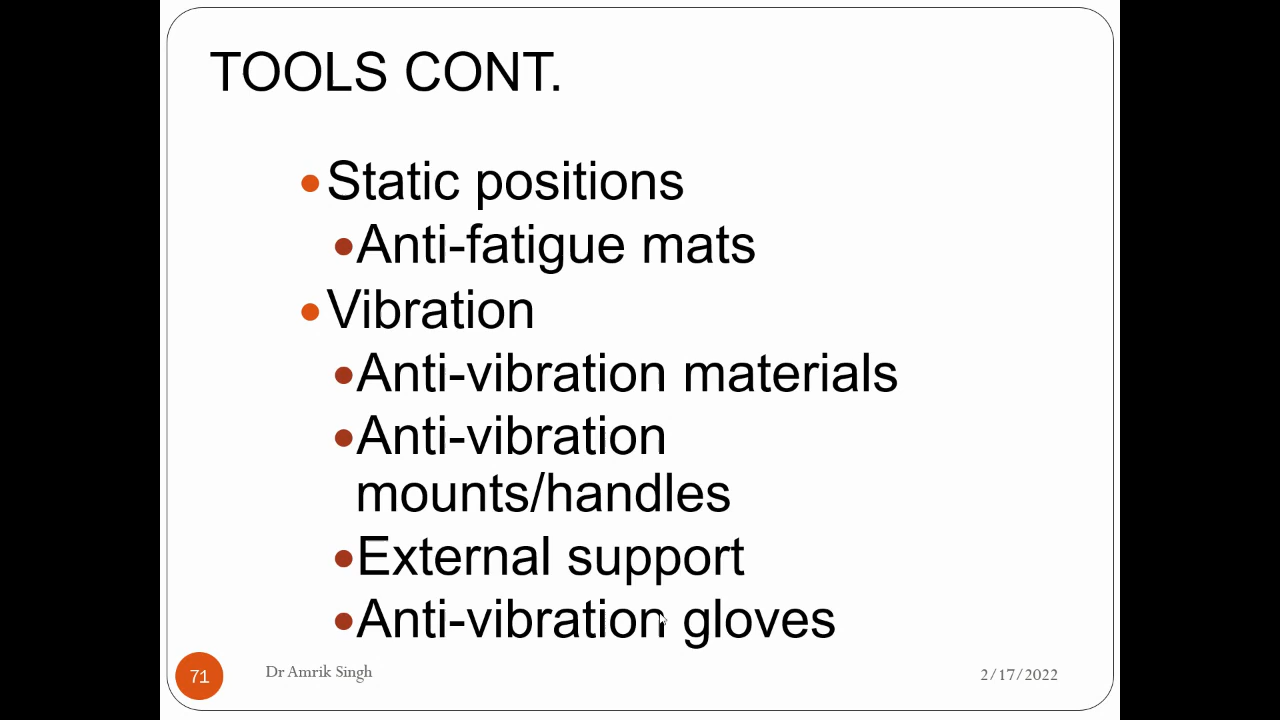 TOOLS CONT.
•Static positions
•Anti-fatigue mats
•Vibration
•Anti-vibration materials
•Anti-vibration
mounts/handles
•External support
•Anti-vibration gloves
71
Dr Amrik Singh
2/17/2022